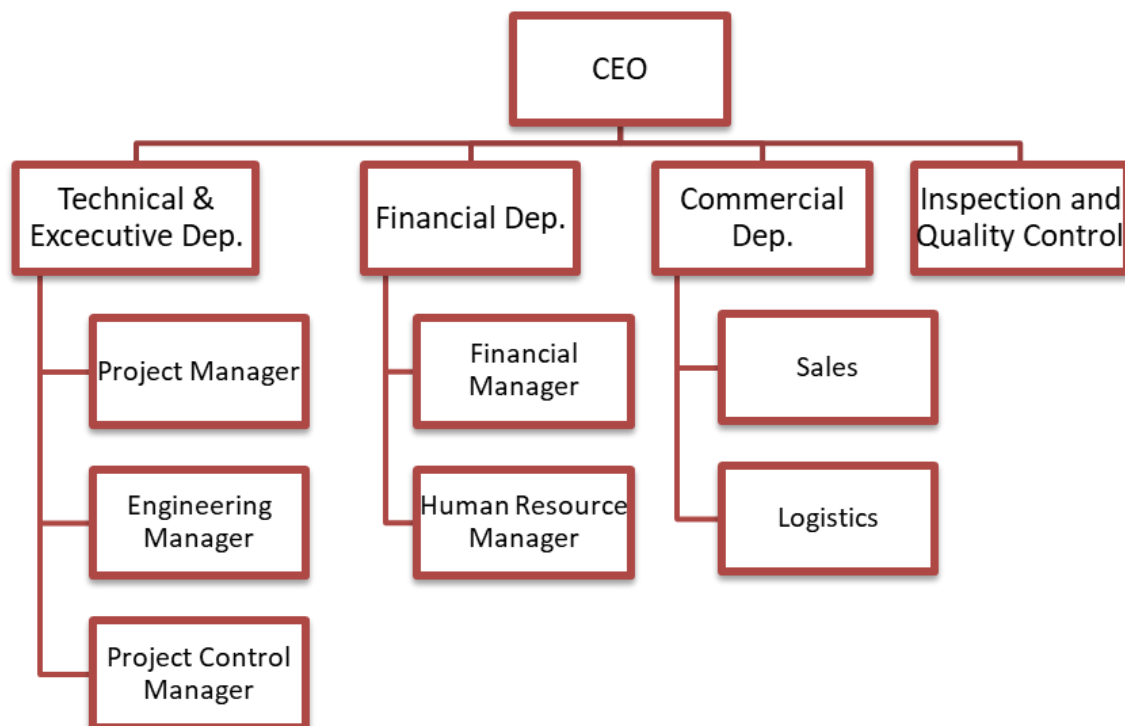 CEO
Technical &
Excecutive Dep.
Financial Dep.
Commercial
Dep.
Inspection and
Quality Control
Project Manager
Engineering
Manager
Project Control
Manager
Financial
Manager
Human Resource
Manager
Sales
Logistics